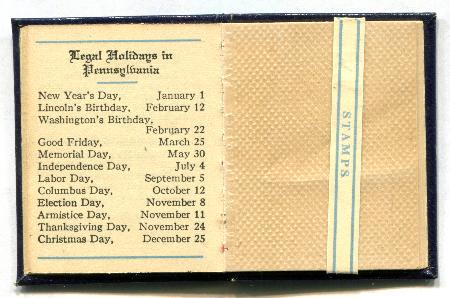 Legal Holidays in
Pennsylvania
New Year's Day, January 1
Lincoln's Birthday, February 12
Washington's Birthday,
February 22
Good Friday, March 25
Memorial Day, May 30
Independence Day, July 4
Labor Day, September 5
Columbus Day, October 12
Election Day, November 8
Armistice Day, November 11
Thanksgiving Day, November 24
Christmas Day, December 25
STAMPS